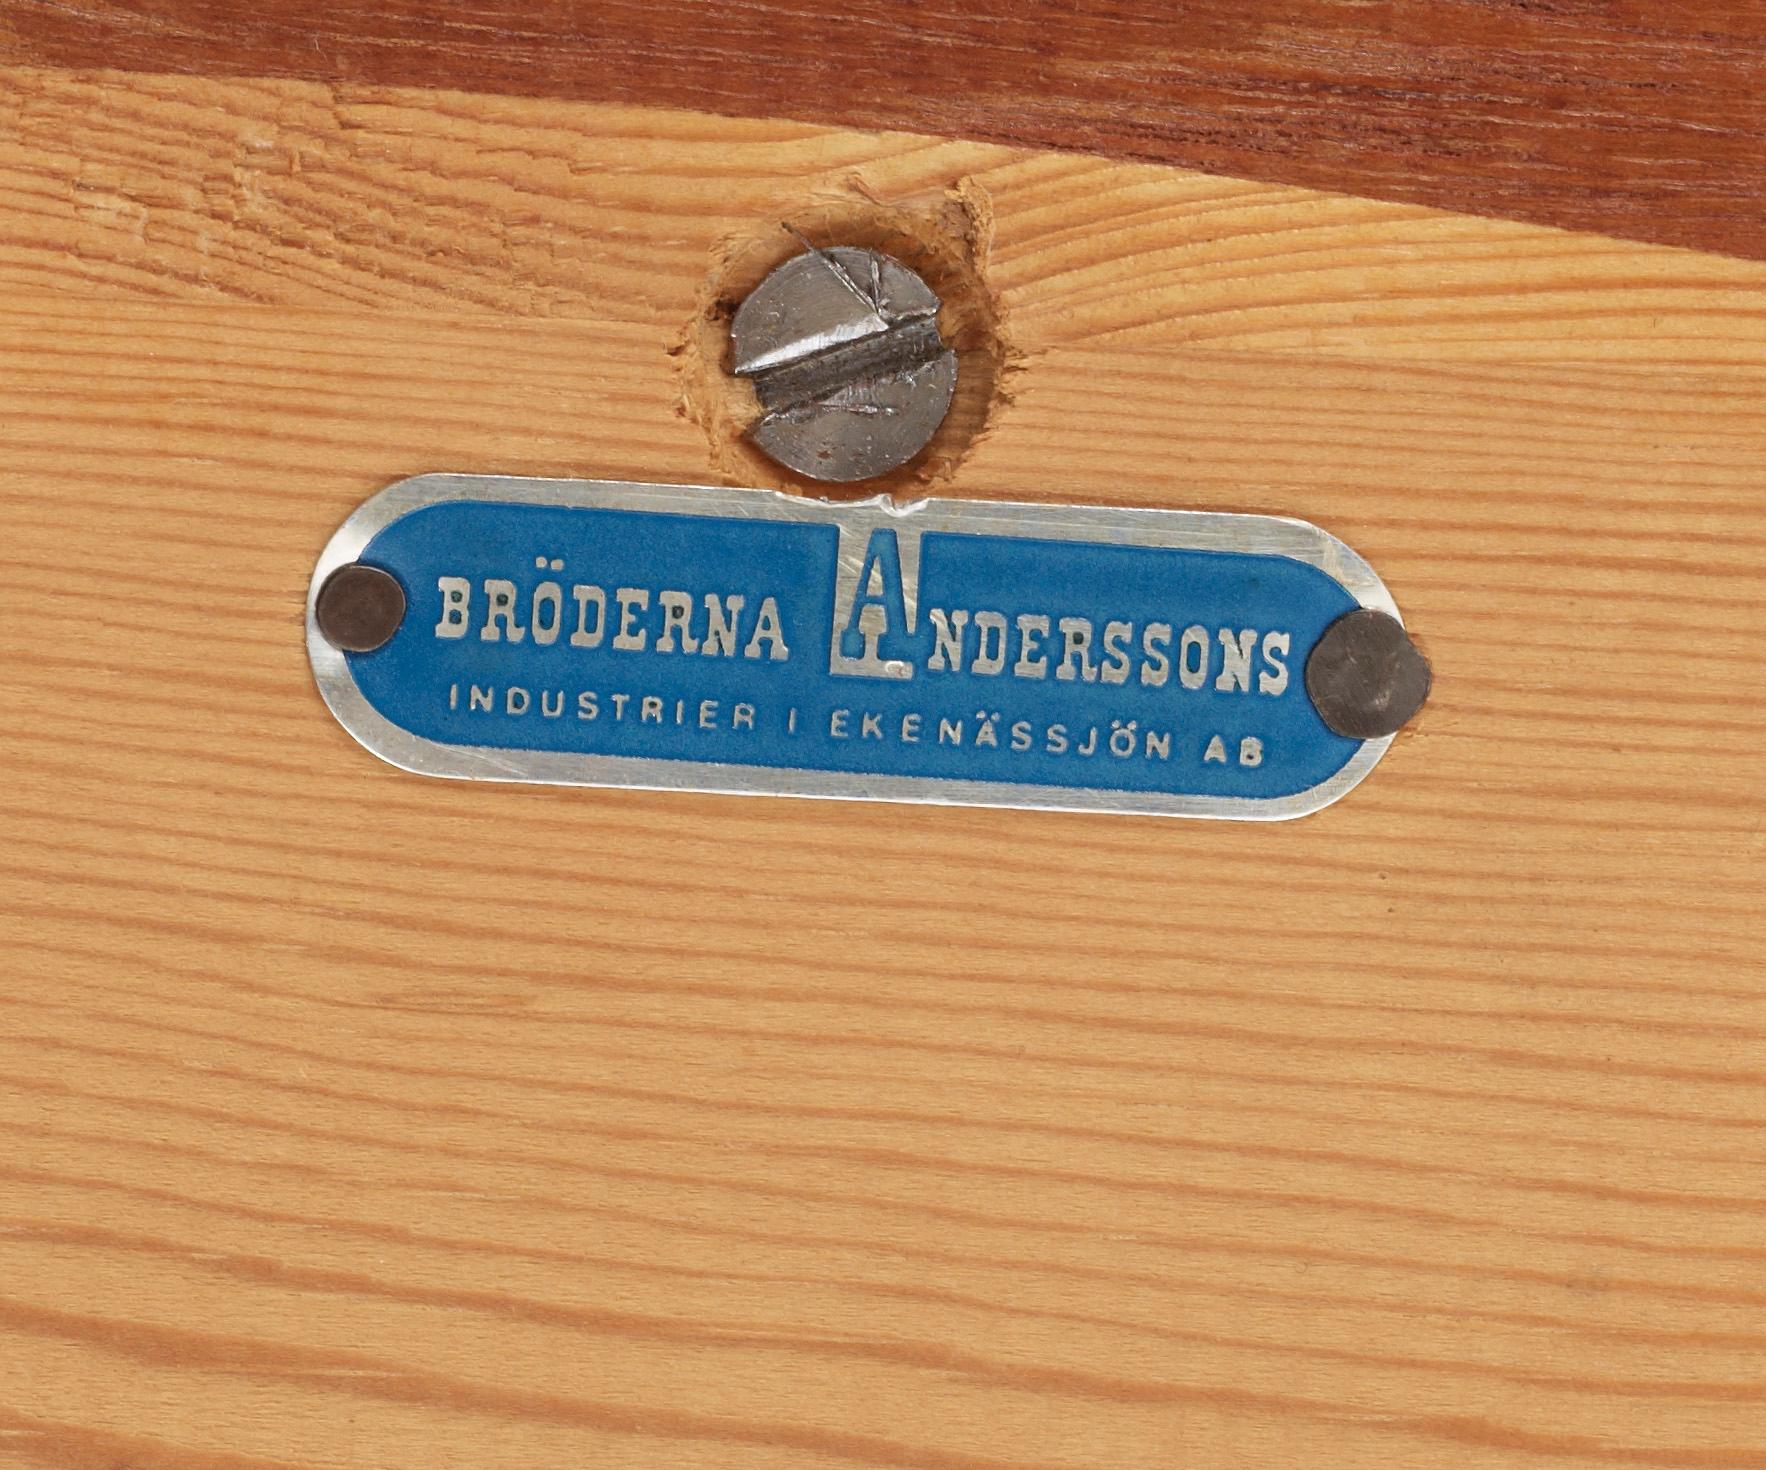 BRÖDERNA ANDERSSONS
INDUSTRIER I EKENÄSSJÖN AB